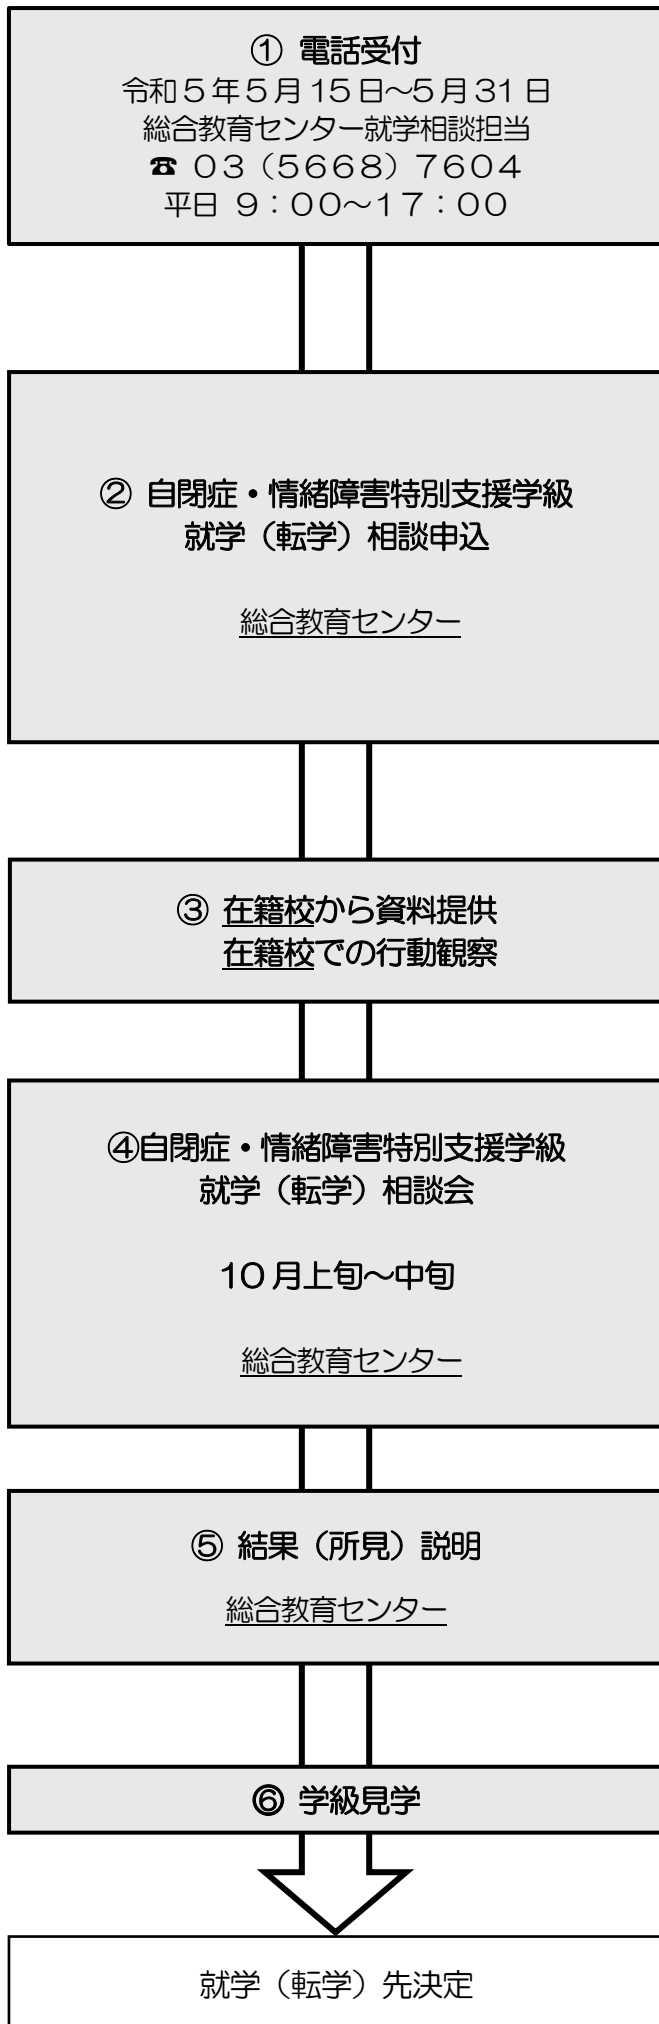 ① 電話受付
令和５年５月15日～5月31日
総合教育センター就学相談担当
☎ ０３（５６６８）７６０４
平日 ９：００～１７：００
② 自閉症・情緒障害特別支援学級
就学（転学）相談申込
総合教育センター
③ 在籍校から資料提供
在籍校での行動観察
④自閉症・情緒障害特別支援学級
就学（転学）相談会
10月上旬～中旬
総合教育センター
⑤ 結果（所見）説明
総合教育センター
⑥ 学級見学
就学（転学）先決定